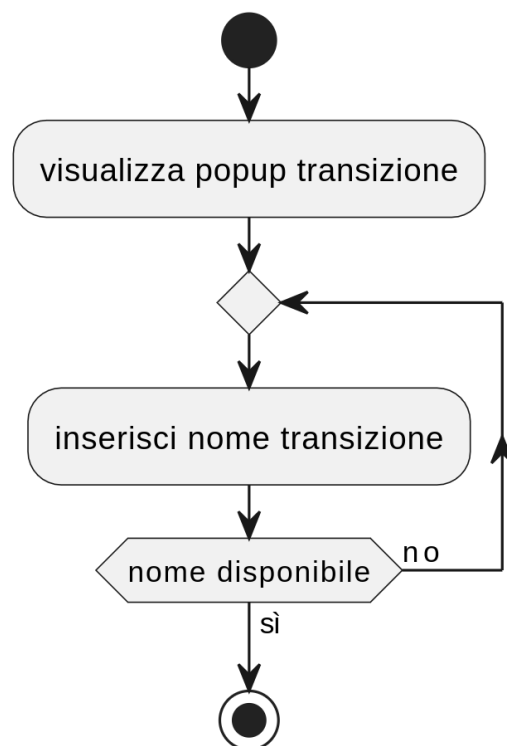 visualizza popup transizione
inserisci nome transizione
nome disponibile
no
sì